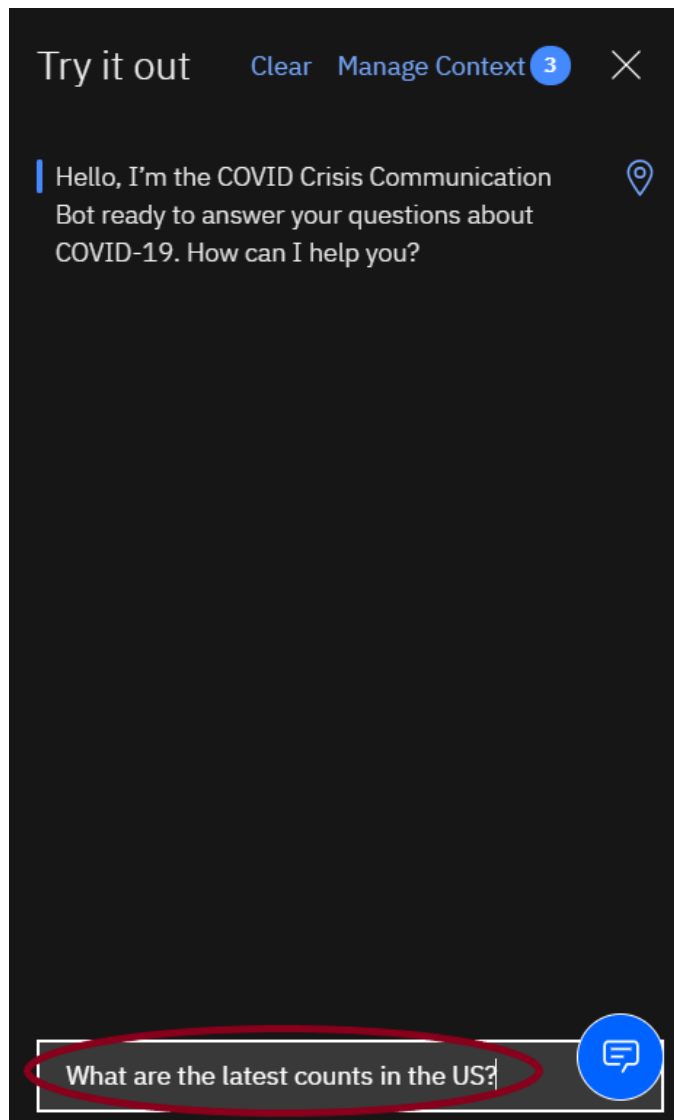 Try it out Clear Manage Context 3
Hello, I’m the COVID Crisis Communication
Bot ready to answer your questions about
COVID-19. How can I help you?
What are the latest counts in the US?